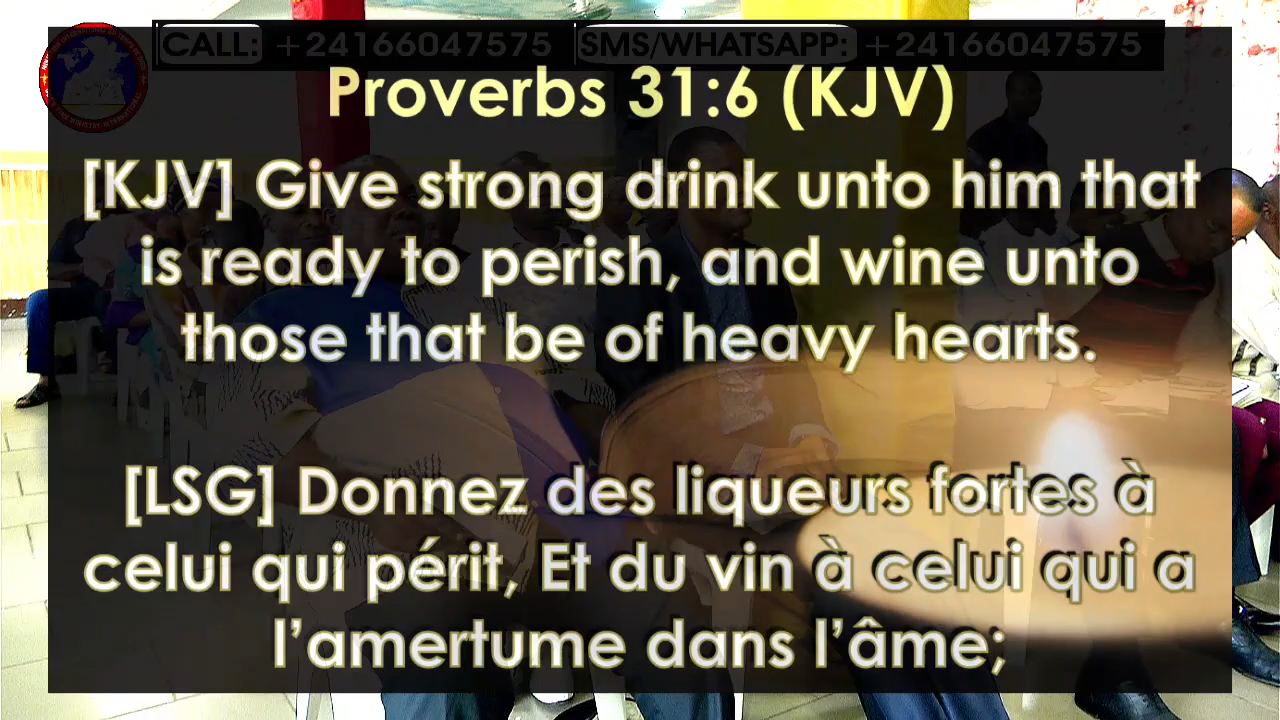 CALL: +24166047575 SMS/WHATSAPP: +24166047575
Proverbs 31:6 (KJV)
[KJV] Give strong drink unto him that
is ready to perish, and wine unto
those that be of heavy hearts.
[LSG] Donnez des liqueurs fortes à
celui qui périt, Et du vin à celui qui a
l’amertume dans l’âme;